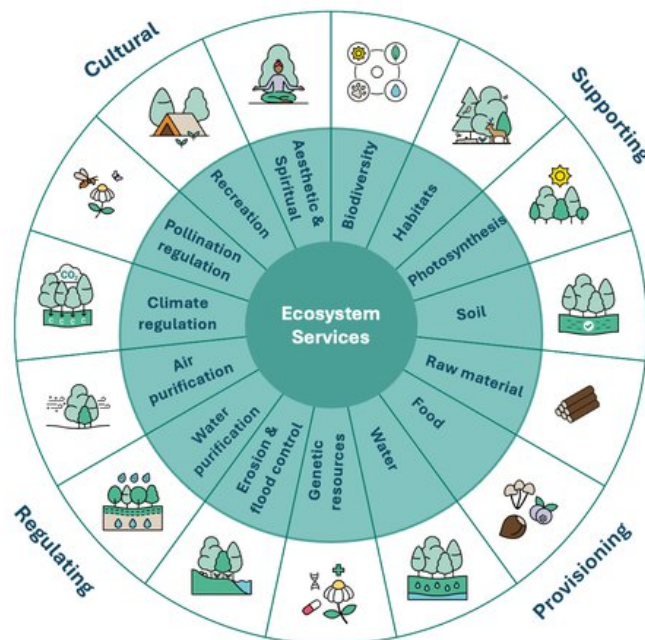 Cultural
Supporting
Provisioning
Regulating
Ecosystem
Services
Biodiversity
Habitats
Photosynthesis
Soil
Raw material
Food
Water
Genetic
resources
Erosion &
flood control
Water
purification
Air
purification
Climate
regulation
CO₂
Pollination
regulation
Recreation
Aesthetic &
Spiritual